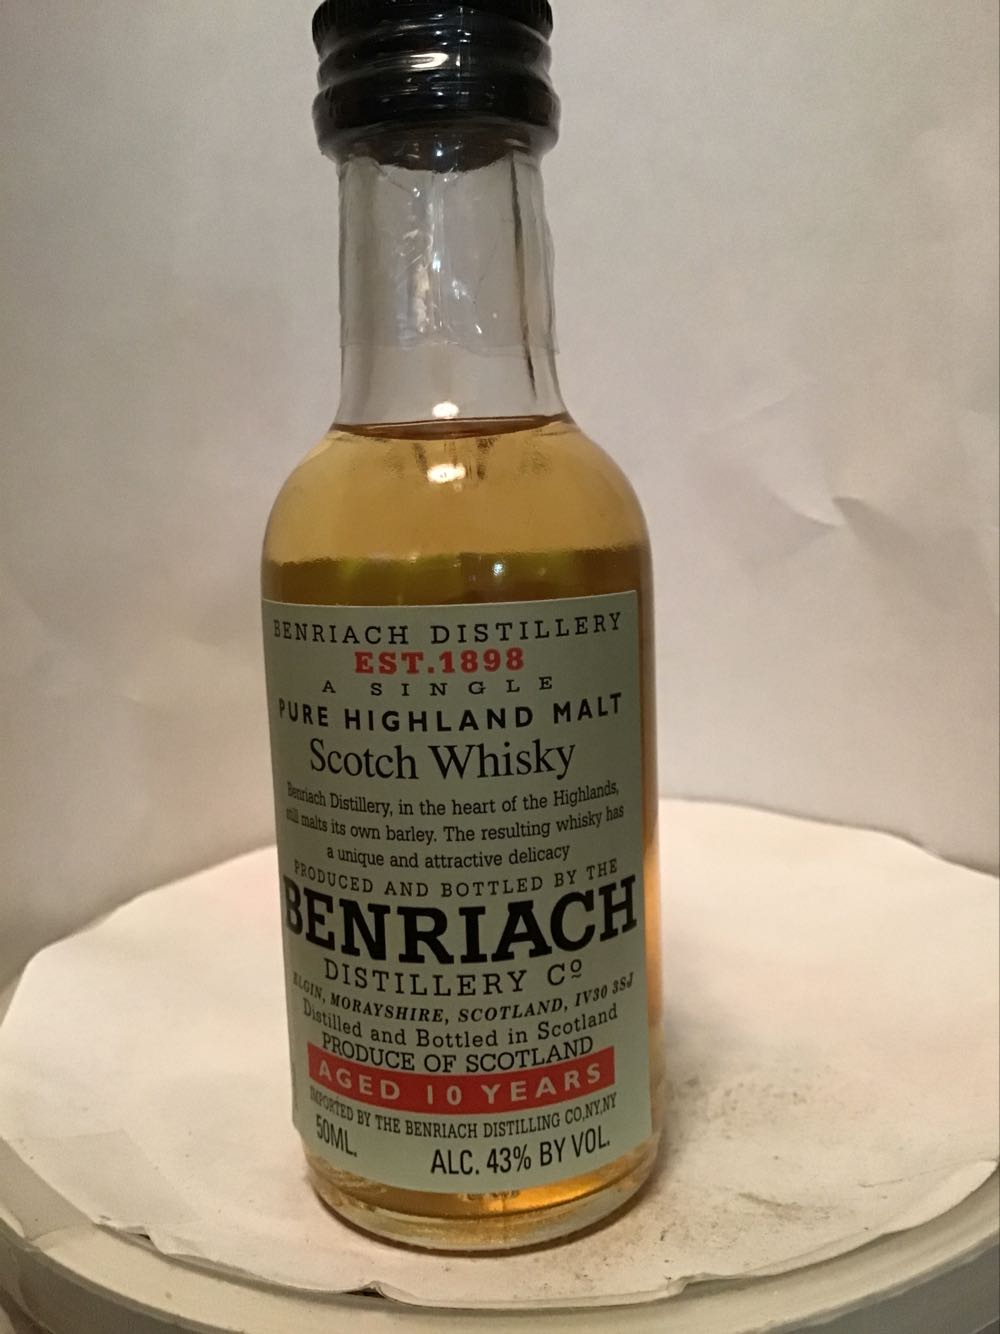 BENRIACH DISTILLERY
EST.1898
A SINGLE
PURE HIGHLAND MALT
Scotch Whisky
Benriach Distillery, in the heart of the Highlands,
still malts its own barley. The resulting whisky has
a unique and attractive delicacy
PRODUCED AND BOTTLED BY THE
BENRIACH
DISTILLERY Cº
ELGIN, MORAYSHIRE, SCOTLAND, IV30 3SJ
Distilled and Bottled in Scotland
PRODUCE OF SCOTLAND
AGED 10 YEARS
IMPORTED BY THE BENRIACH DISTILLING CO,NY,NY
50ML. ALC. 43% BY VOL.